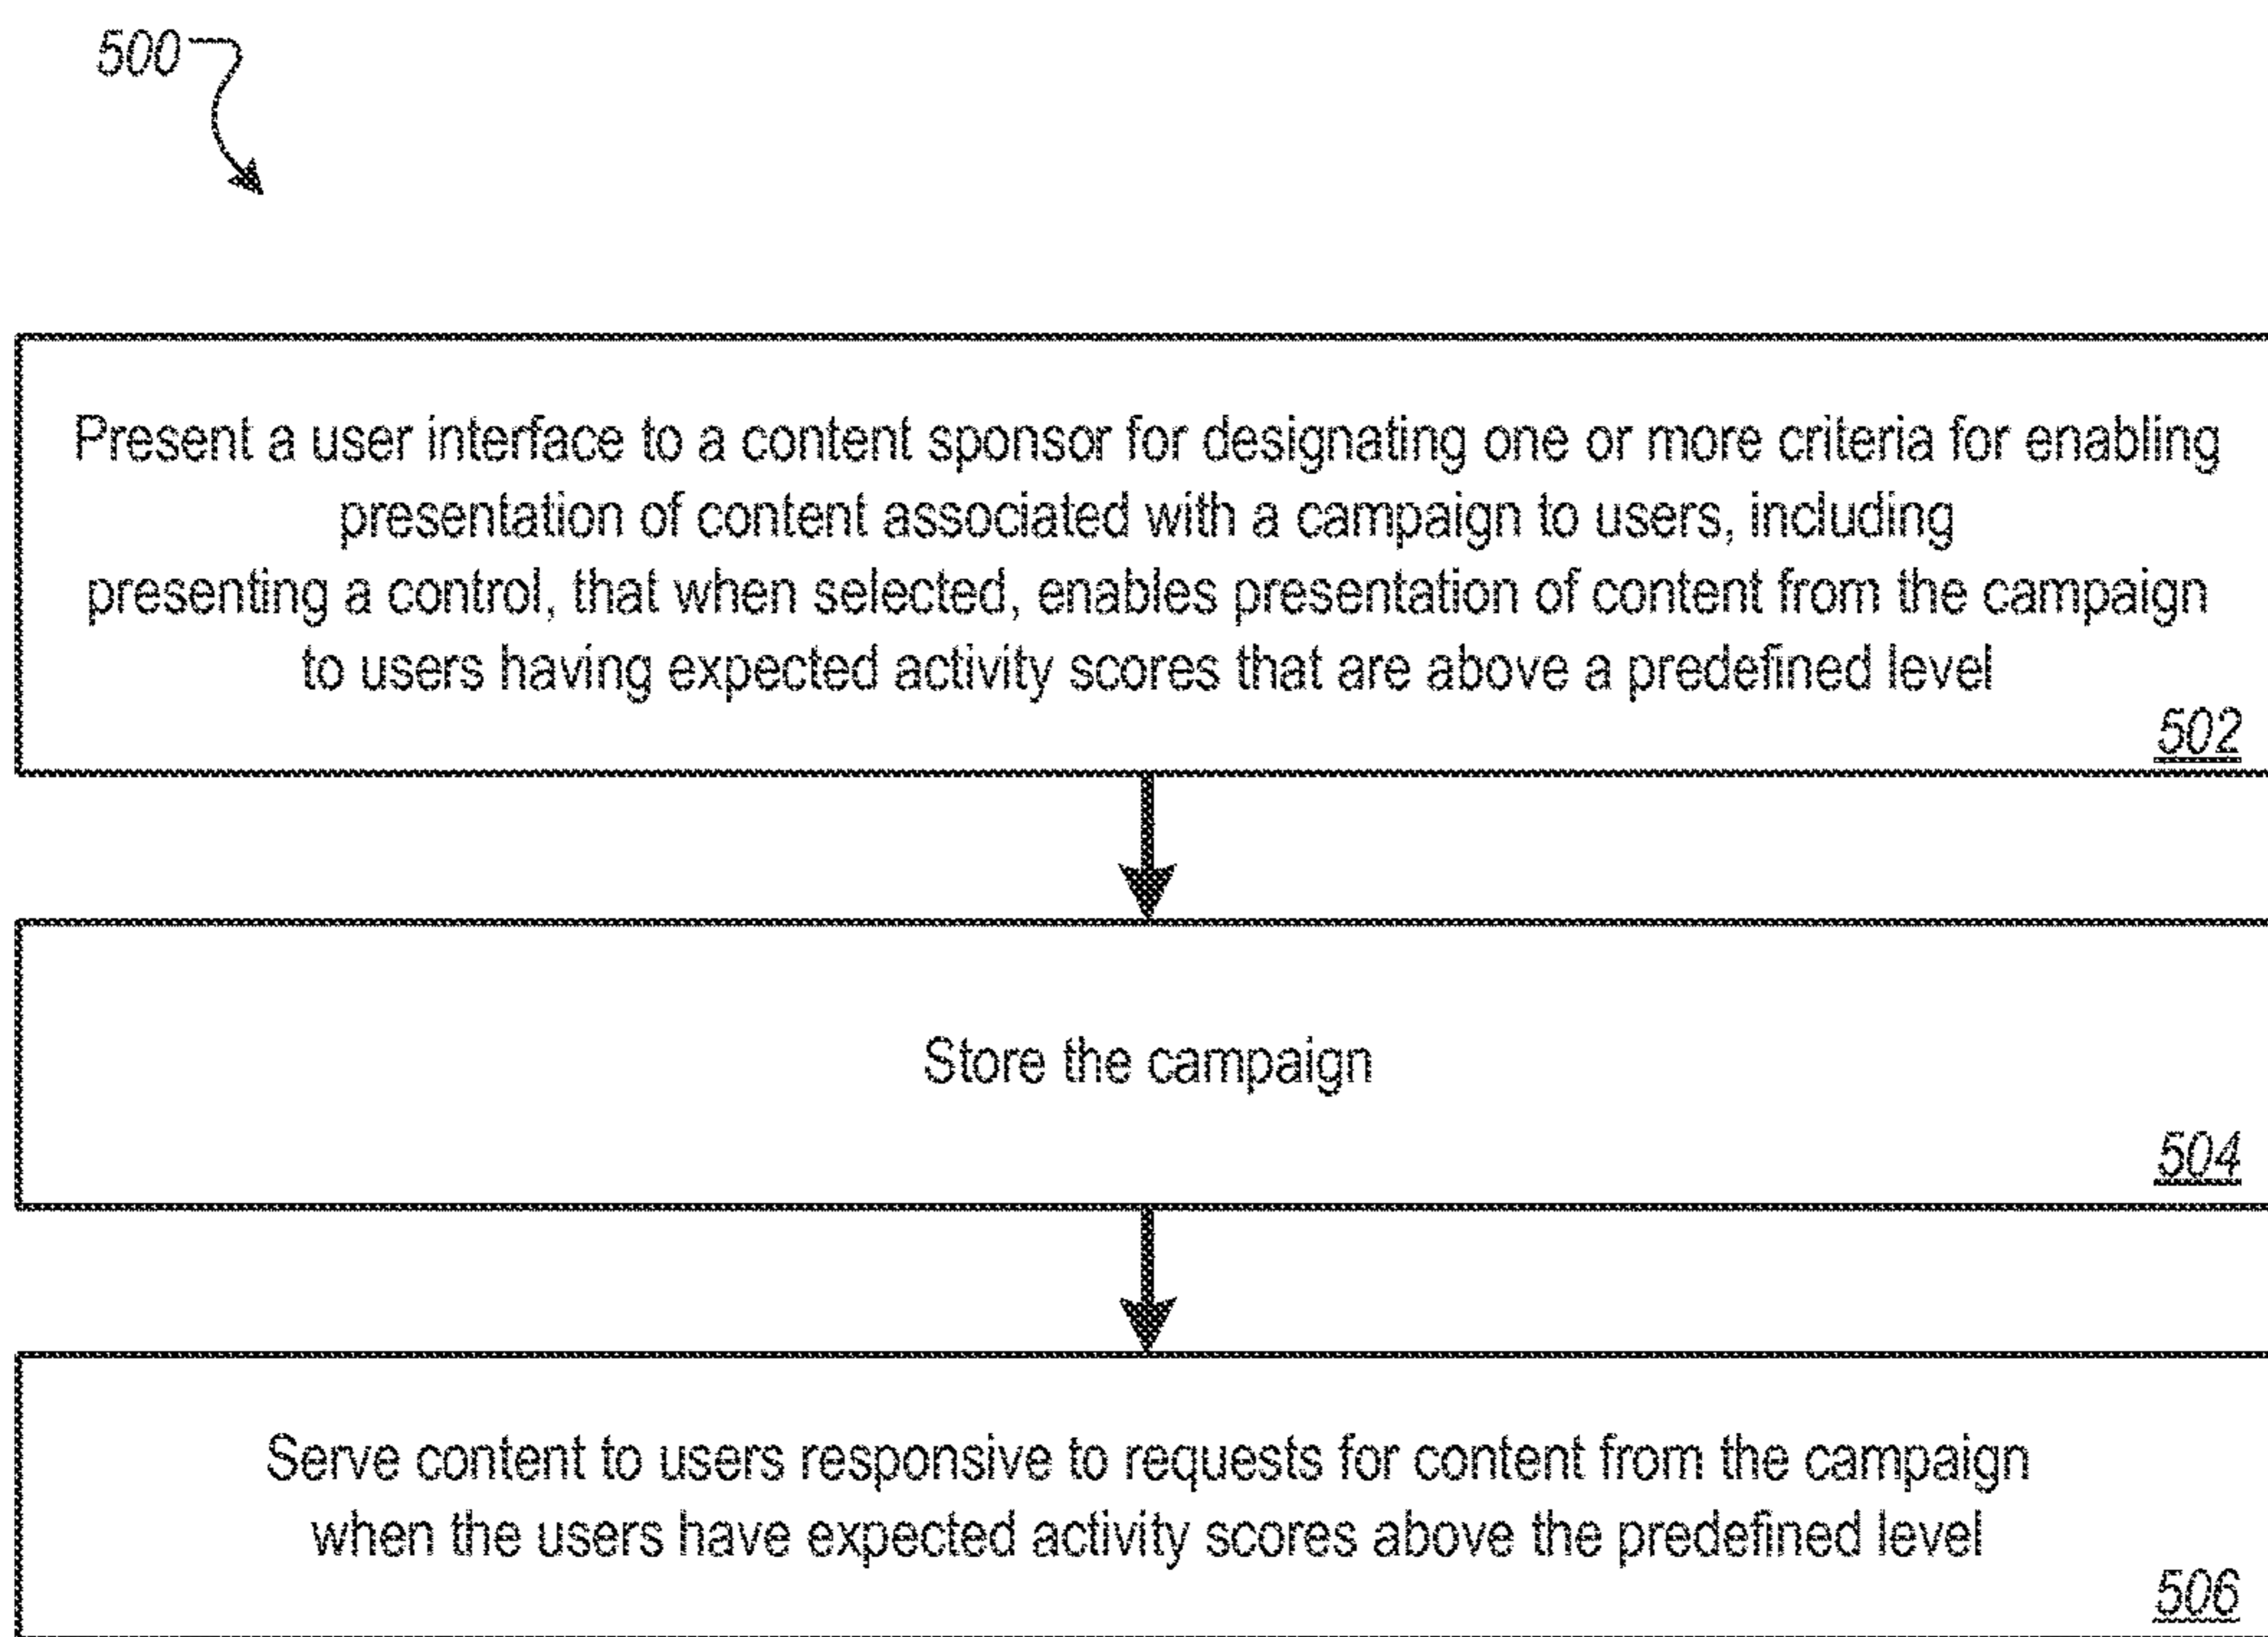 500
Present a user interface to a content sponsor for designating one or more criteria for enabling
presentation of content associated with a campaign to users, including
presenting a control, that when selected, enables presentation of content from the campaign
to users having expected activity scores that are above a predefined level
502
Store the campaign
504
Serve content to users responsive to requests for content from the campaign
when the users have expected activity scores above the predefined level
506